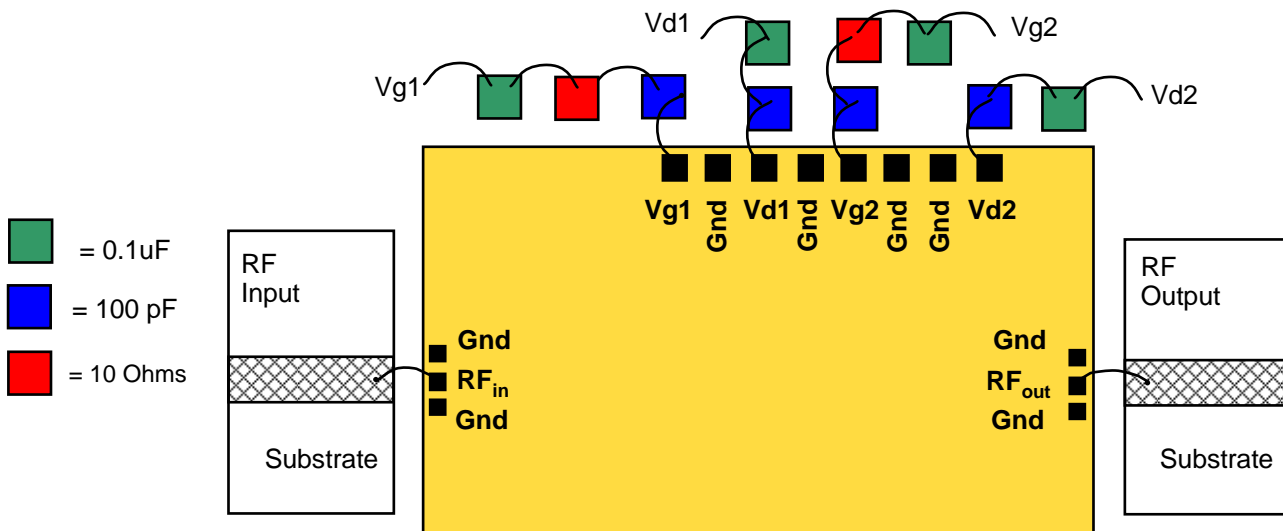 Vd1
Vg2
Vg1
Vd2
Vg1
Gnd
Vd1
Gnd
Vg2
Gnd
Gnd
Vd2
= 0.1uF
= 100 pF
= 10 Ohms
RF
Input
Substrate
Gnd
RFin
Gnd
Gnd
RFout
Gnd
RF
Output
Substrate